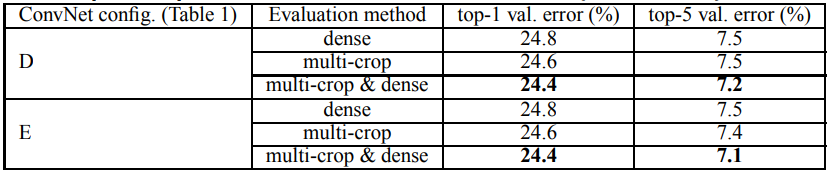 ConvNet config. (Table 1) Evaluation method top-1 val. error (%) top-5 val. error (%)
D
dense 24.8 7.5
multi-crop 24.6 7.5
multi-crop & dense 24.4 7.2
E
dense 24.8 7.5
multi-crop 24.6 7.4
multi-crop & dense 24.4 7.1